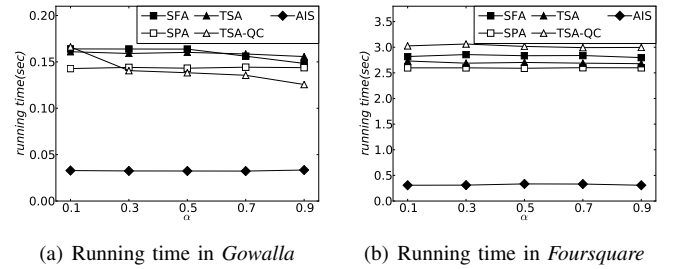 0.20
0.15
0.10
0.05
0.00
running time(sec)
SFA TSA AIS
SPA TSA-QC
0.1 0.3 0.5 0.7 0.9
α
(a) Running time in Gowalla
3.5
3.0
2.5
2.0
1.5
1.0
0.5
0.0
running time(sec)
SFA TSA AIS
SPA TSA-QC
0.1 0.3 0.5 0.7 0.9
α
(b) Running time in Foursquare